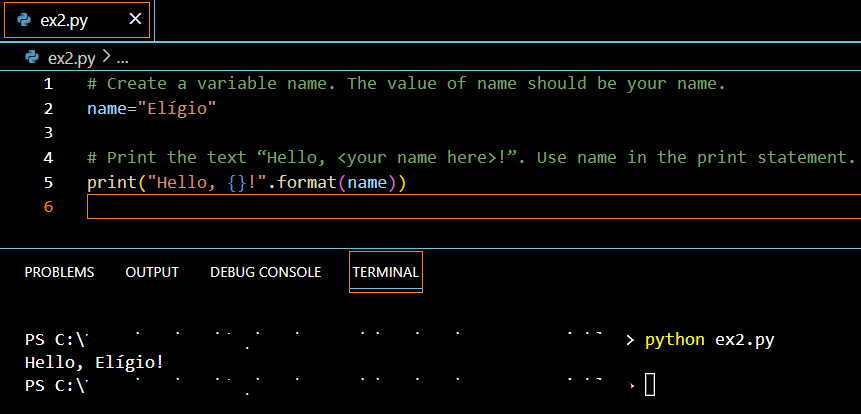 ex2.py ×
ex2.py > ...
1 # Create a variable name. The value of name should be your name.
2 name="Elígio"
3
4 # Print the text “Hello, <your name here>!”. Use name in the print statement.
5 print("Hello, {}!".format(name))
6
PROBLEMS OUTPUT DEBUG CONSOLE TERMINAL
PS C:\ > python ex2.py
Hello, Elígio!
PS C:\